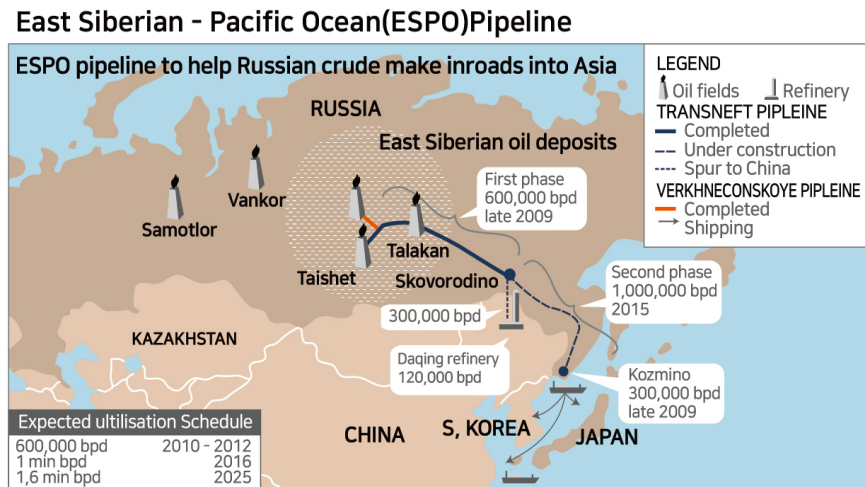 East Siberian - Pacific Ocean(ESPO)Pipeline
ESPO pipeline to help Russian crude make inroads into Asia
LEGEND
Oil fields
Refinery
TRANSNEFT PIPLEINE
Completed
Under construction
Spur to China
VERKHNECONSKOYE PIPLEINE
Completed
Shipping
RUSSIA
East Siberian oil deposits
First phase
600,000 bpd
late 2009
Vankor
Samotlor
Talakan
Taishet
Skovorodino
Second phase
1,000,000 bpd
2015
300,000 bpd
KAZAKHSTAN
Daqing refinery
120,000 bpd
Kozmino
300,000 bpd
late 2009
CHINA
S, KOREA
JAPAN
Expected ultilisation Schedule
600,000 bpd 2010 - 2012
1 min bpd 2016
1,6 min bpd 2025